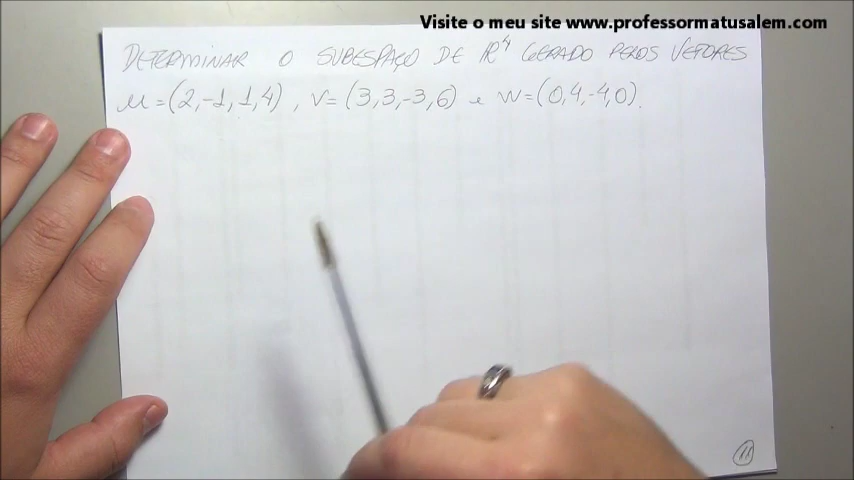 Visite o meu site www.professormatusalem.com
DETERMINAR O SUBESPAÇO DE R⁴ GERADO PELOS VETORES
u=(2,-1,1,4), v=(3,3,-3,6) e w=(0,4,-4,0).
11